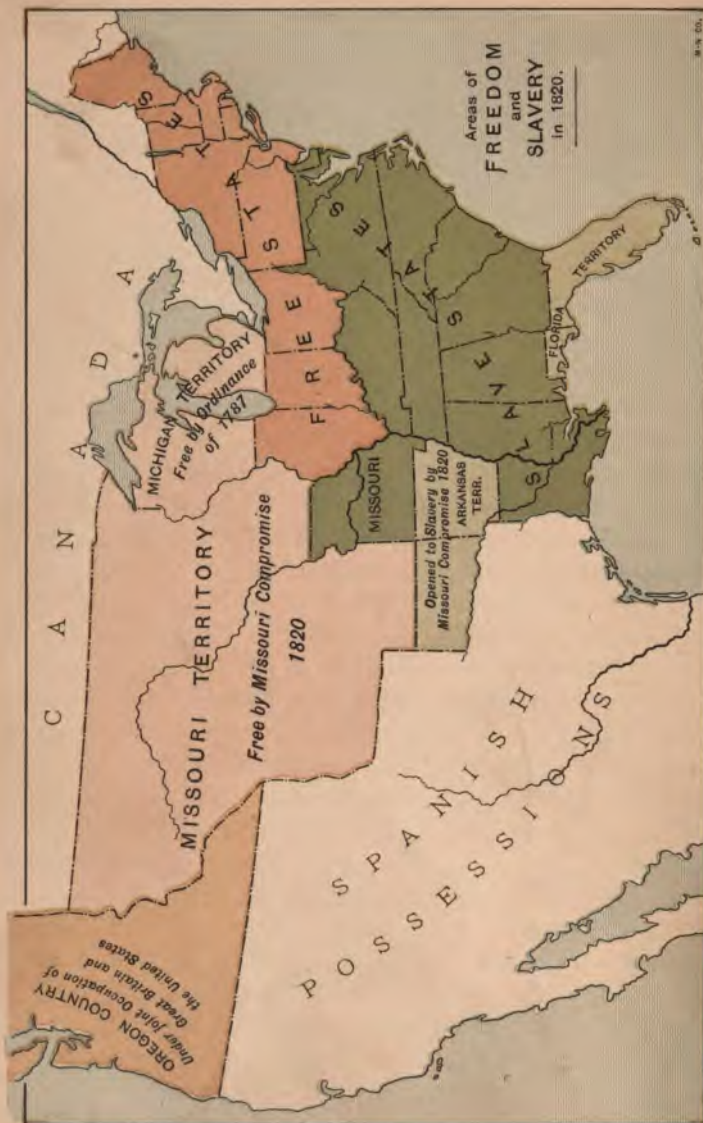 Areas of
FREEDOM
and
SLAVERY
in 1820.
CANADA
OREGON COUNTRY
Under Joint Occupation of
Great Britain and
the United States
MISSOURI TERRITORY
Free by Missouri Compromise
1820
MICHIGAN TERRITORY
Free by Ordinance
of 1787
FREE STATES
MISSOURI
SLAVE STATES
Opened to Slavery by
Missouri Compromise 1820
ARKANSAS
TERR.
FLORIDA TERRITORY
SPANISH
POSSESSIONS
M-N CO.